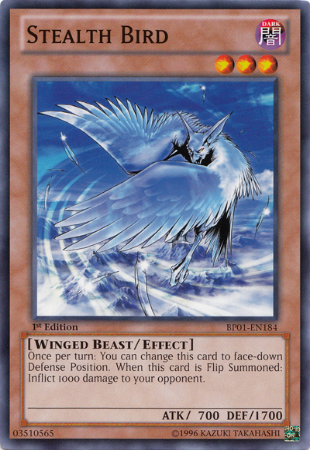 STEALTH BIRD
DARK
闇
1st Edition
BP01-EN184
[WINGED BEAST/EFFECT]
Once per turn: You can change this card to face-down
Defense Position. When this card is Flip Summoned:
Inflict 1000 damage to your opponent.
ATK/ 700 DEF/1700
03510565
©1996 KAZUKI TAKAHASHI